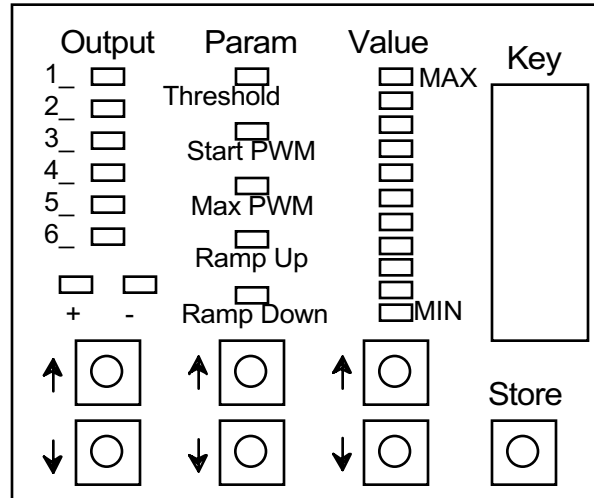 Output Param Value Key
1_
2_
3_
4_
5_
6_
+ -
Threshold
Start PWM
Max PWM
Ramp Up
Ramp Down
MAX
MIN
Store